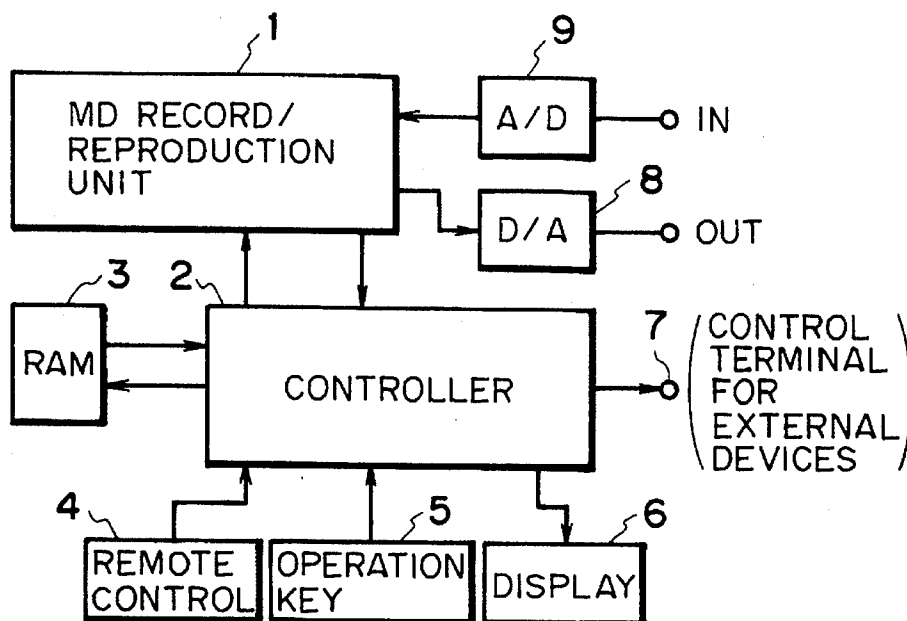 1
MD RECORD/
REPRODUCTION
UNIT
9
A/D
IN
8
D/A
OUT
3
RAM
2
CONTROLLER
7
CONTROL
TERMINAL
FOR
EXTERNAL
DEVICES
4
REMOTE
CONTROL
5
OPERATION
KEY
6
DISPLAY